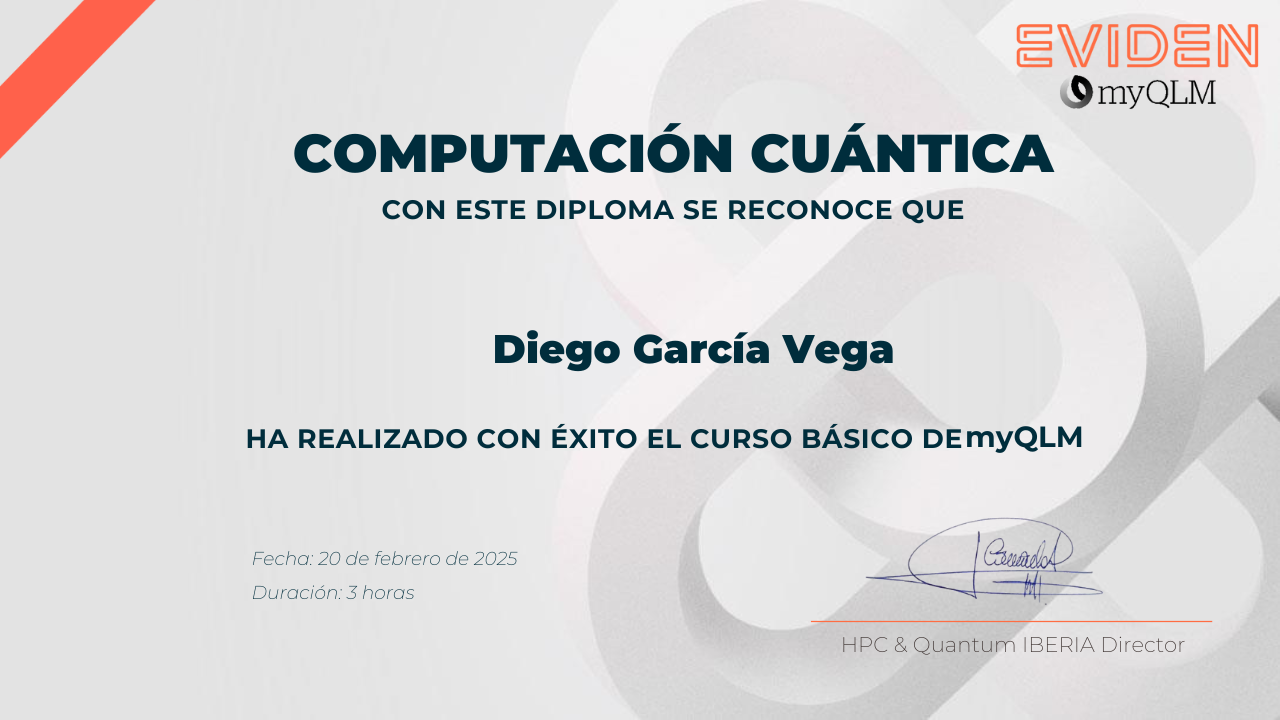 EVIDEN
myQLM
COMPUTACIÓN CUÁNTICA
CON ESTE DIPLOMA SE RECONOCE QUE
Diego García Vega
HA REALIZADO CON ÉXITO EL CURSO BÁSICO DE myQLM
Fecha: 20 de febrero de 2025
Duración: 3 horas
HPC & Quantum IBERIA Director